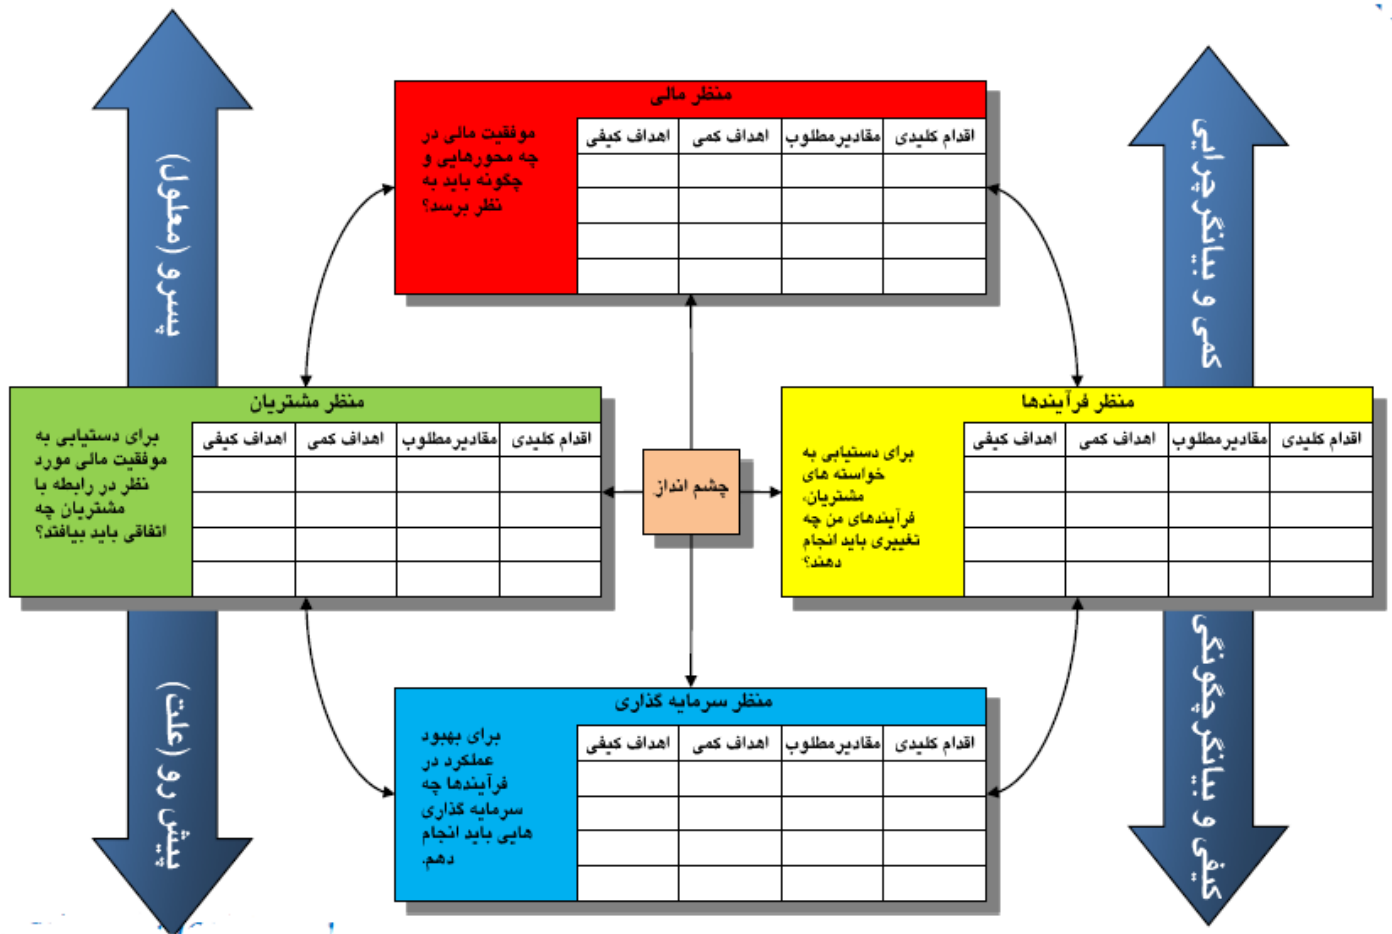 منظر مالی
موفقیت مالی در
چه محورهایی و
چگونه باید به
نظر برسد؟
اهداف کیفی
اهداف کمی
مقادیرمطلوب
اقدام کلیدی
پسرو (معلول)
کمی و بیانگرچرایی
منظر مشتریان
برای دستیابی به
موفقیت مالی مورد
نظر در رابطه با
مشتریان چه
اتفاقی باید بیافتد؟
اهداف کیفی
اهداف کمی
مقادیرمطلوب
اقدام کلیدی
چشم انداز
منظر فرآیندها
برای دستیابی به
خواسته های
مشتریان،
فرآیندهای من چه
تغییری باید انجام
دهند؟
اهداف کیفی
اهداف کمی
مقادیرمطلوب
اقدام کلیدی
پیش رو (علت)
کیفی و بیانگرچگونگی
منظر سرمایه گذاری
برای بهبود
عملکرد در
فرآیندها چه
سرمایه گذاری
هایی باید انجام
دهم.
اهداف کیفی
اهداف کمی
مقادیرمطلوب
اقدام کلیدی